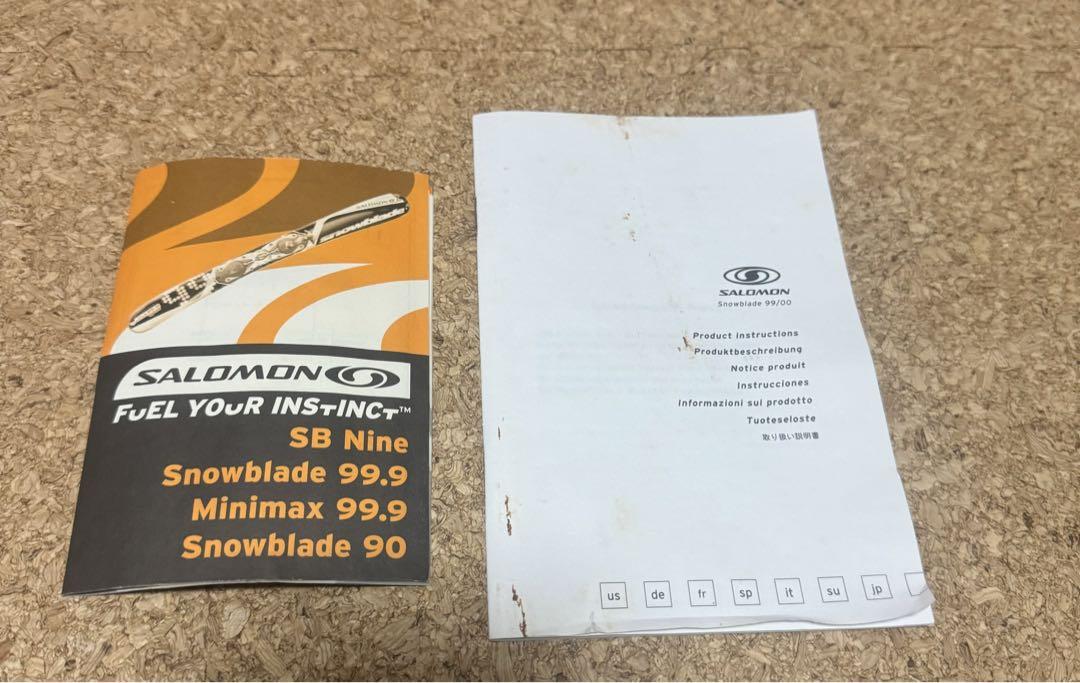 SALOMON
snowblade
SALOMON
FUEL YOUR INSTINCT™
SB Nine
Snowblade 99.9
Minimax 99.9
Snowblade 90
SALOMON
Snowblade 99/00
Product instructions
Produktbeschreibung
Notice produit
Instrucciones
Informazioni sul prodotto
Tuoteseloste
取り扱い説明書
us de fr sp it su jp